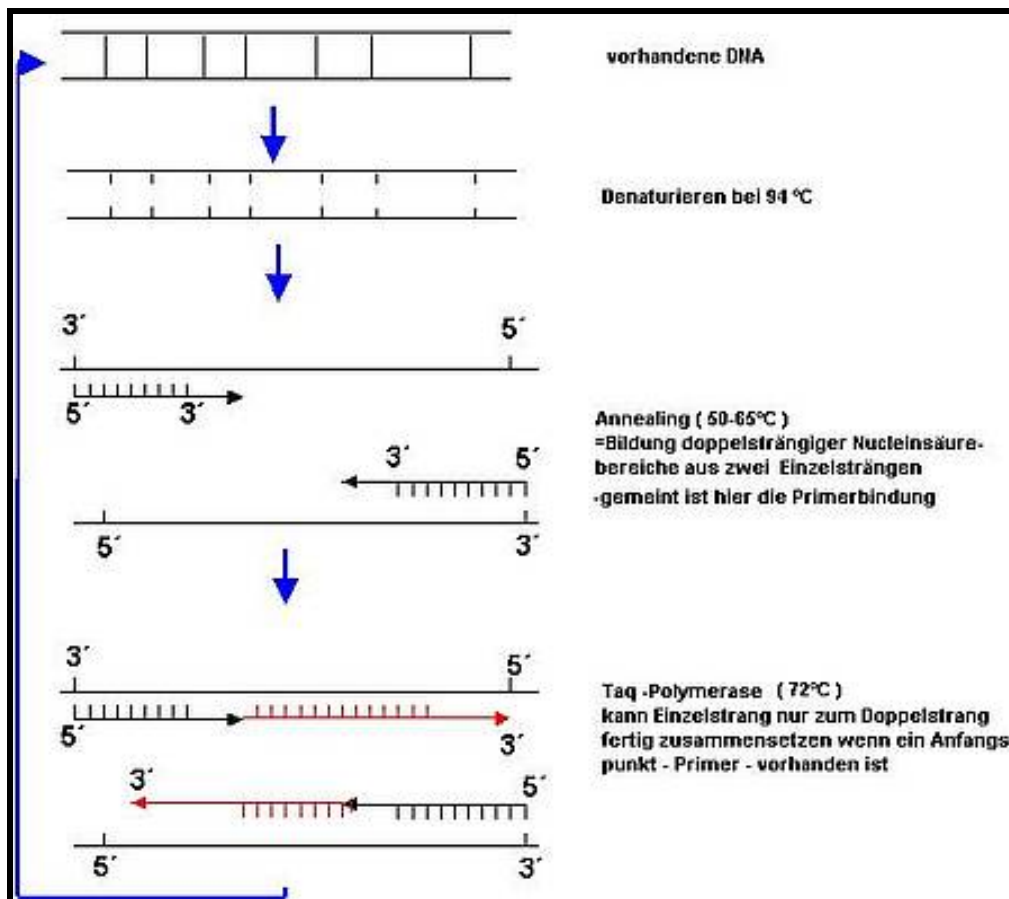 vorhandene DNA
Denaturieren bei 94 °C
3´ 5´
5´ 3´
Annealing ( 50-65°C )
=Bildung doppelsträngiger Nucleinsäure-
bereiche aus zwei Einzelsträngen
-gemeint ist hier die Primerbindung
3´ 5´
5´ 3´
3´ 5´
Taq -Polymerase ( 72°C )
kann Einzelstrang nur zum Doppelstrang
fertig zusammensetzen wenn ein Anfangs
punkt - Primer - vorhanden ist
5´ 3´
3´ 5´
5´ 3´